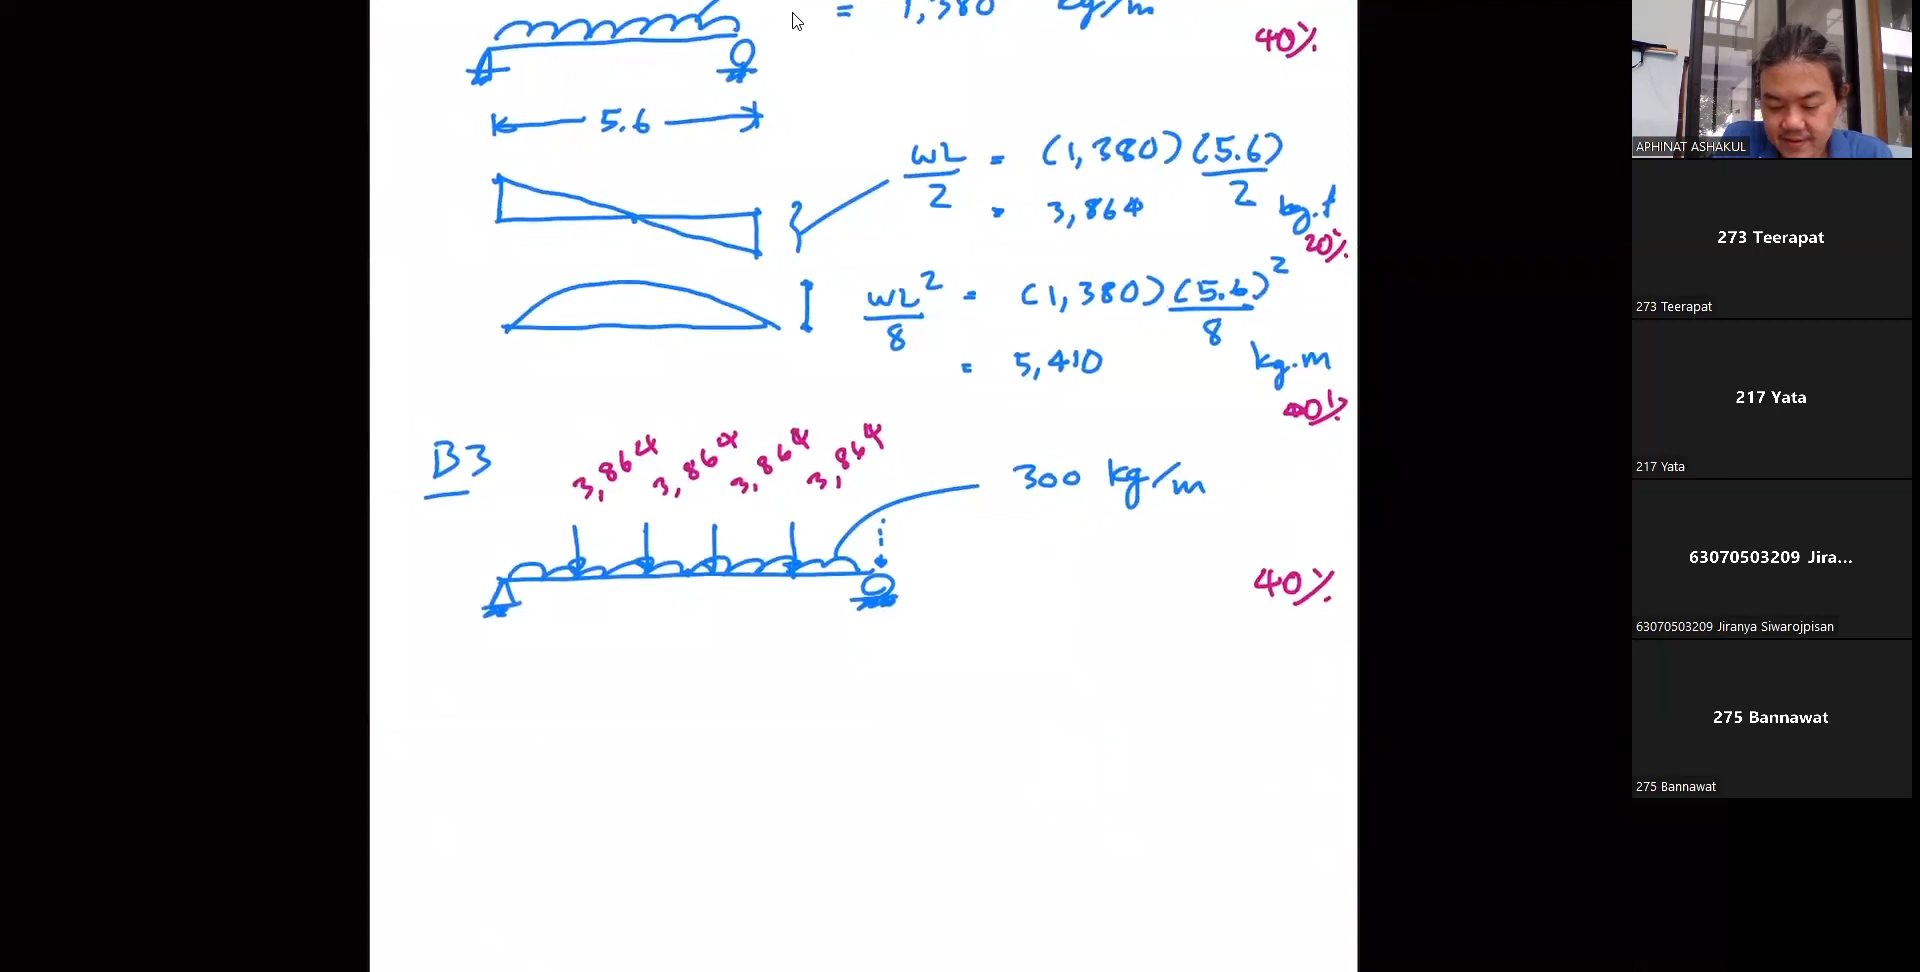 = 1,380 kg/m
40%
5.6
wL/2 = (1,380)(5.6)/2
= 3,864 kg.f
20%
wL²/8 = (1,380)(5.6)²/8
= 5,410 kg.m
40%
B3
3,864 3,864 3,864 3,864
300 kg/m
40%
APHINAT ASHAKUL
273 Teerapat
273 Teerapat
217 Yata
217 Yata
63070503209 Jira...
63070503209 Jiranya Siwarojpisan
275 Bannawat
275 Bannawat